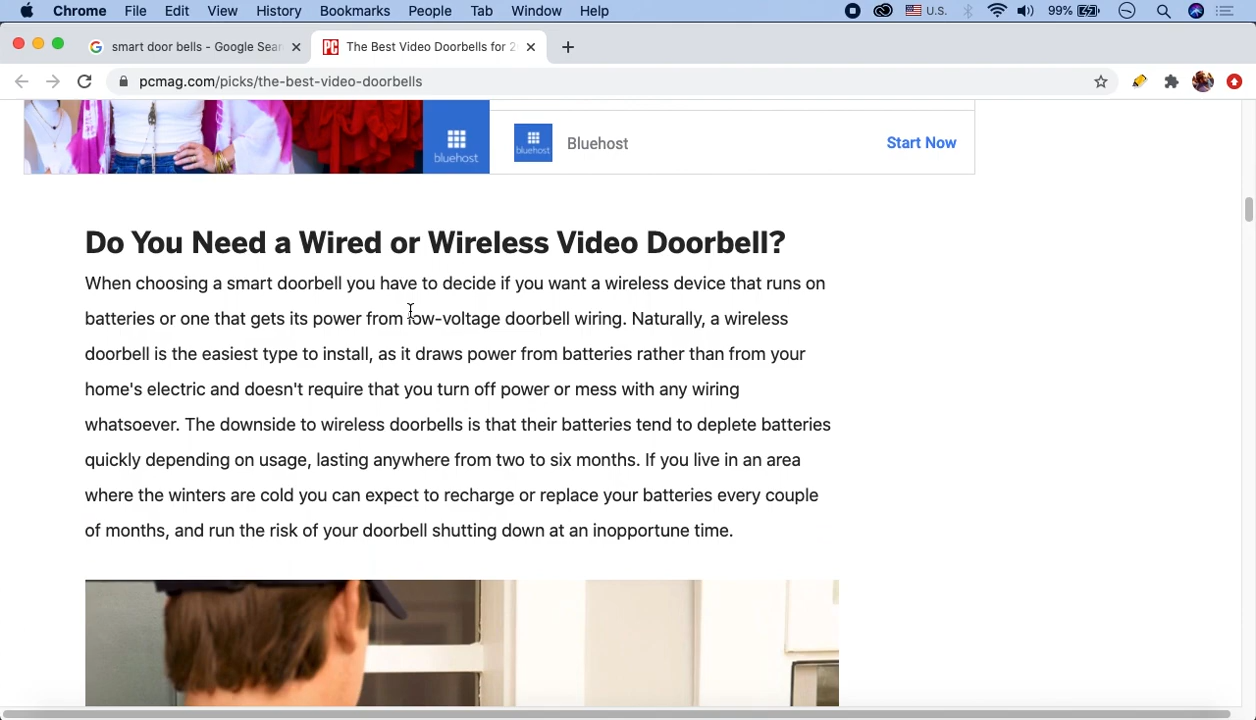 Chrome File Edit View History Bookmarks People Tab Window Help U.S. 99%
smart door bells - Google Sear
The Best Video Doorbells for 2
pcmag.com/picks/the-best-video-doorbells
bluehost
bluehost
Bluehost
Start Now
Do You Need a Wired or Wireless Video Doorbell?
When choosing a smart doorbell you have to decide if you want a wireless device that runs on
batteries or one that gets its power from low-voltage doorbell wiring. Naturally, a wireless
doorbell is the easiest type to install, as it draws power from batteries rather than from your
home's electric and doesn't require that you turn off power or mess with any wiring
whatsoever. The downside to wireless doorbells is that their batteries tend to deplete batteries
quickly depending on usage, lasting anywhere from two to six months. If you live in an area
where the winters are cold you can expect to recharge or replace your batteries every couple
of months, and run the risk of your doorbell shutting down at an inopportune time.